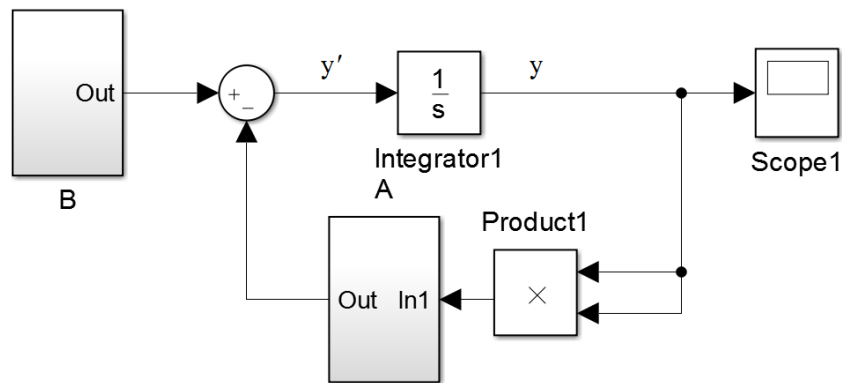 Out
B
+
−
y′
1
s
Integrator1
y
Scope1
A
Out In1
Product1
×